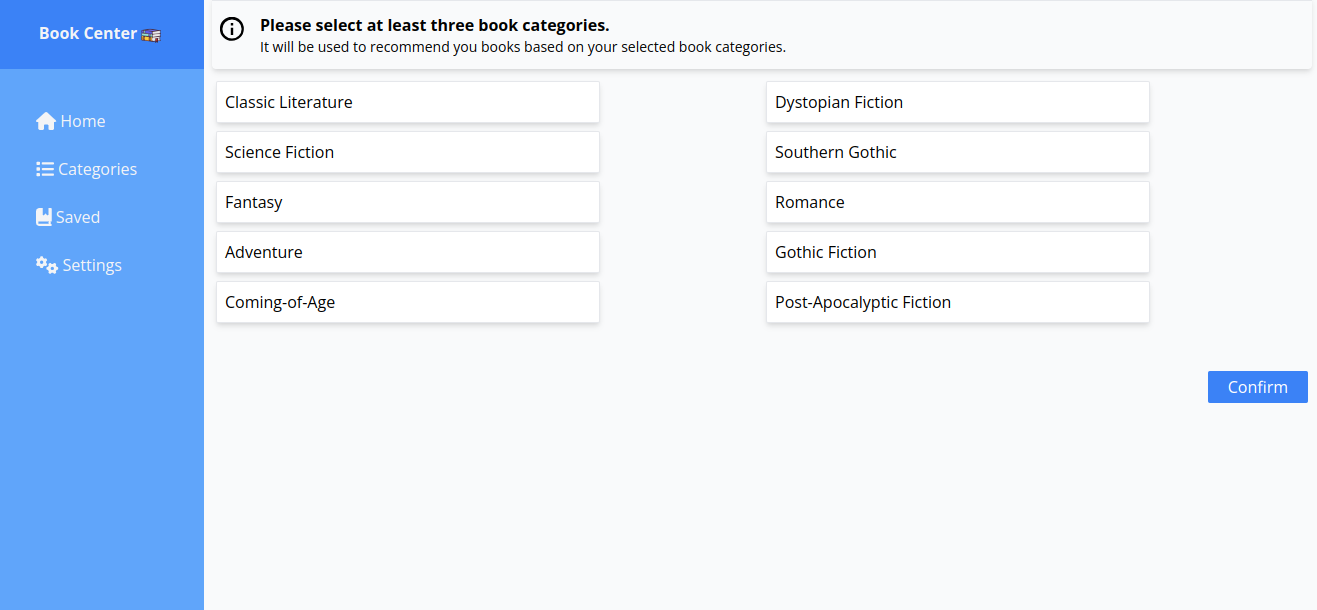 Book Center
Home
Categories
Saved
Settings
Please select at least three book categories.
It will be used to recommend you books based on your selected book categories.
Classic Literature
Dystopian Fiction
Science Fiction
Southern Gothic
Fantasy
Romance
Adventure
Gothic Fiction
Coming-of-Age
Post-Apocalyptic Fiction
Confirm